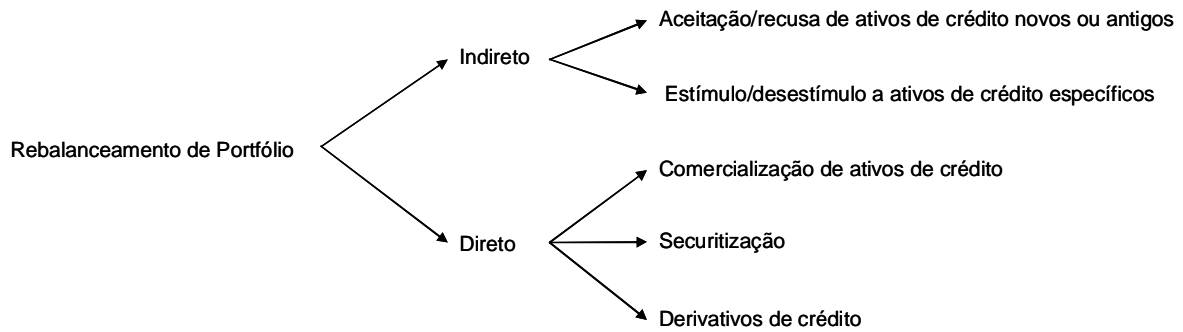 Rebalanceamento de Portfólio
Indireto
Aceitação/recusa de ativos de crédito novos ou antigos
Estímulo/desestímulo a ativos de crédito específicos
Direto
Comercialização de ativos de crédito
Securitização
Derivativos de crédito